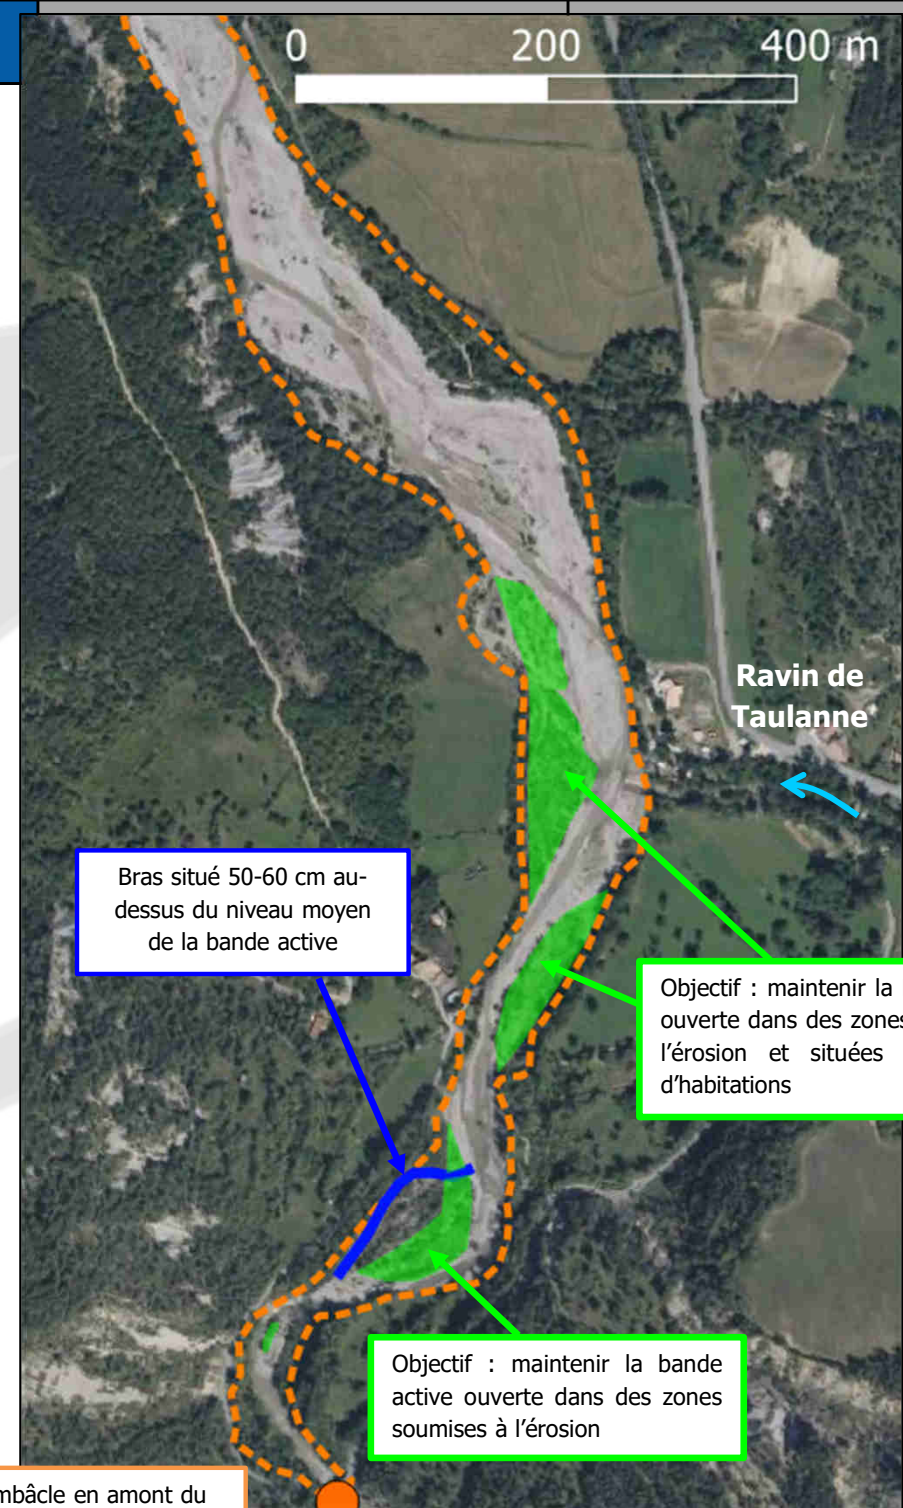 0 200 400 m
Ravin de
Taulanne
Bras situé 50-60 cm au-
dessus du niveau moyen
de la bande active
Objectif : maintenir la
ouverte dans des zones
l'érosion et situées
d'habitations
Objectif : maintenir la bande
active ouverte dans des zones
soumises à l'érosion
mbâcle en amont du